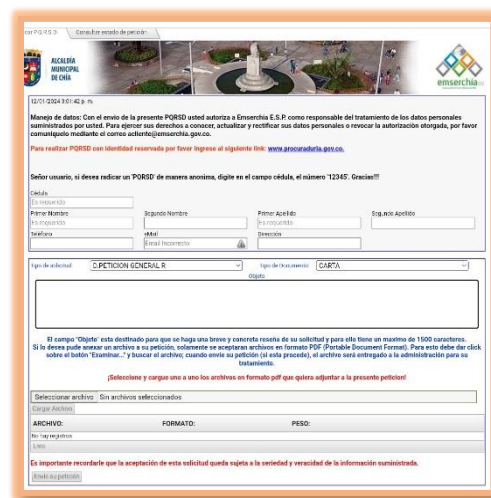 P.Q.R.S.D Consultar estado de petición
ALCALDÍA
MUNICIPAL
DE CHÍA
emserchía
12/01/2024 3:01:42 p. m.
Manejo de datos: Con el envio de la presente PQRSD usted autoriza a Emserchia E.S.P. como responsable del tratamiento de los datos personales
suministrados por usted. Para ejercer sus derechos a conocer, actualizar y rectificar sus datos personales o revocar la autorización otorgada, por favor
comuniquelo mediante el correo acliente@emserchia.gov.co.
Para realizar PQRSD con Identidad reservada por favor ingrese al siguiente link: www.procuraduria.gov.co.
Señor usuario, si desea radicar un 'PQRSD' de manera anonima, digite en el campo cédula, el número '12345'. Gracias!!!
Cédula
Es requerido
Primer Nombre Segundo Nombre Primer Apellido Segundo Apellido
Es requerido Es requerido
Teléfono eMail Dirección
Email Incorrecto
Tipo de solicitud D.PETICION GENERAL R Tipo de Documento CARTA
Objeto
El campo "Objeto" esta destinado para que se haga una breve y concreta reseña de su solicitud y para ello tiene un maximo de 1500 caracteres.
Si lo desea pude anexar un archivo a su petición, solamente se aceptaran archivos en formato PDF (Portable Document Format). Para esto debe dar click
sobre el botón "Examinar..." y buscar el archivo; cuando envíe su petición (si esta precede), el archivo será entregado a la administración para su
tratamiento.
¡Seleccione y cargue uno a uno los archivos en formato pdf que quiera adjuntar a la presente peticion!
Seleccionar archivo Sin archivos seleccionados
Cargar Archivo
ARCHIVO: FORMATO: PESO:
No hay registros
Es importante recordarle que la aceptación de esta solicitud queda sujeta a la seriedad y veracidad de la información suministrada.
Envíe su petición